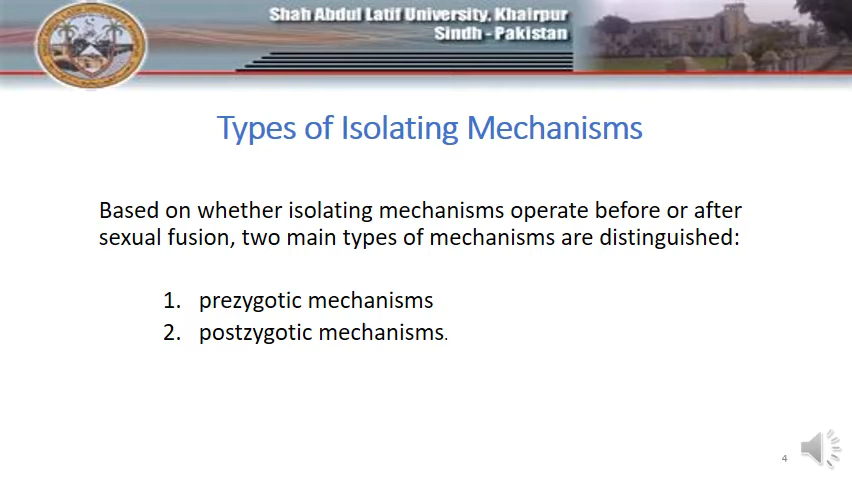 Shah Abdul Latif University, Khairpur
Sindh - Pakistan
Types of Isolating Mechanisms
Based on whether isolating mechanisms operate before or after
sexual fusion, two main types of mechanisms are distinguished:
1. prezygotic mechanisms
2. postzygotic mechanisms.
4